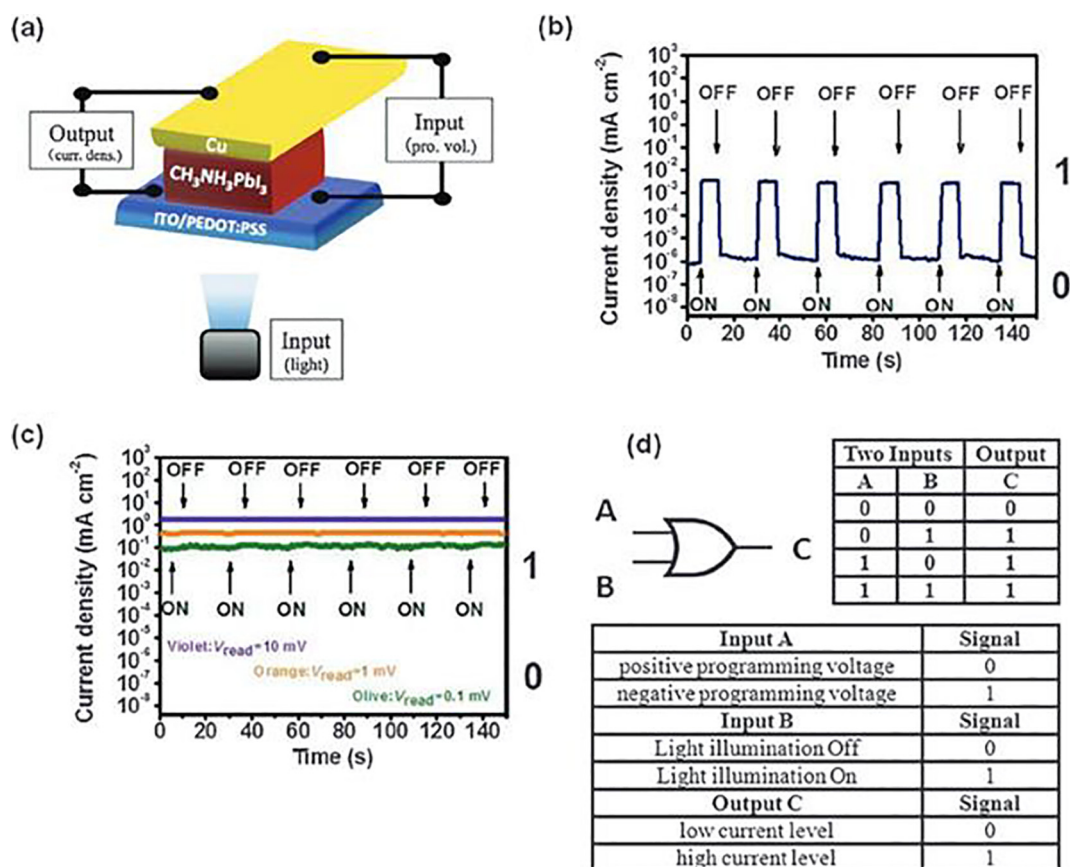 (a)
Output
(curr. dens.)
Input
(pro. vol.)
Cu
CH₃NH₃PbI₃
ITO/PEDOT:PSS
Input
(light)
(b)
Current density (mA cm⁻²)
10³
10²
10¹
10⁰
10⁻¹
10⁻²
10⁻³
10⁻⁴
10⁻⁵
10⁻⁶
10⁻⁷
10⁻⁸
OFF OFF OFF OFF OFF OFF
ON ON ON ON ON ON
1
0
0 20 40 60 80 100 120 140
Time (s)
(c)
Current density (mA cm⁻²)
10³
10²
10¹
10⁰
10⁻¹
10⁻²
10⁻³
10⁻⁴
10⁻⁵
10⁻⁶
10⁻⁷
10⁻⁸
OFF OFF OFF OFF OFF OFF
ON ON ON ON ON ON
Violet: Vread=10 mV
Orange: Vread=1 mV
Olive: Vread=0.1 mV
1
0
0 20 40 60 80 100 120 140
Time (s)
(d)
A
B
C
Two Inputs Output
A B C
0 0 0
0 1 1
1 0 1
1 1 1
Input A Signal
positive programming voltage 0
negative programming voltage 1
Input B Signal
Light illumination Off 0
Light illumination On 1
Output C Signal
low current level 0
high current level 1